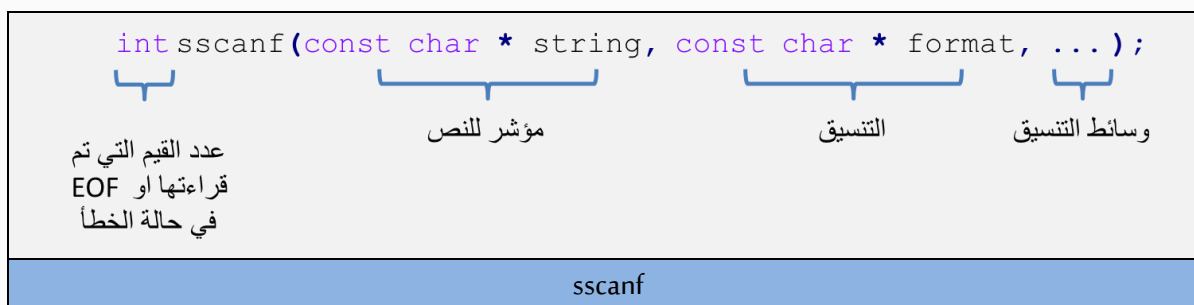 int sscanf(const char * string, const char * format, ... );
وسائط التنسيق
التنسيق
مؤشر للنص
عدد القيم التي تم
قراءتها او EOF
في حالة الخطأ
sscanf